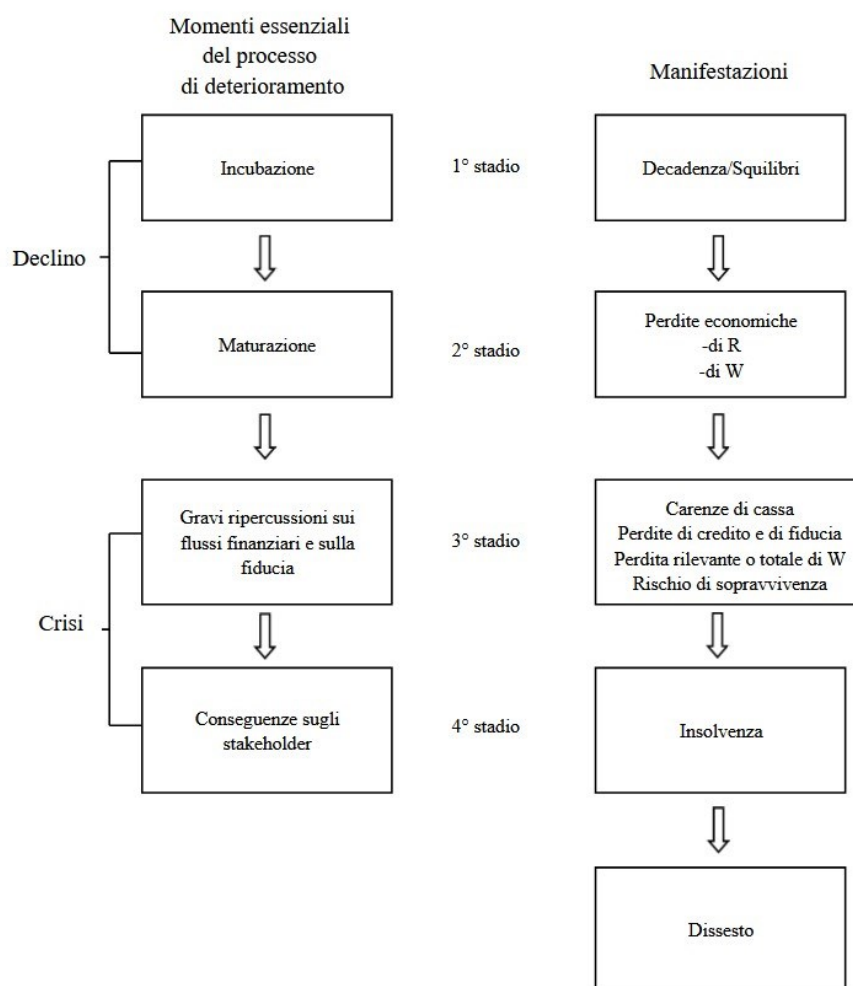 Momenti essenziali
del processo
di deterioramento
Manifestazioni
Incubazione
1° stadio
Decadenza/Squilibri
Declino
Maturazione
2° stadio
Perdite economiche
-di R
-di W
Gravi ripercussioni sui
flussi finanziari e sulla
fiducia
3° stadio
Carenze di cassa
Perdite di credito e di fiducia
Perdita rilevante o totale di W
Rischio di sopravvivenza
Crisi
Conseguenze sugli
stakeholder
4° stadio
Insolvenza
Dissesto